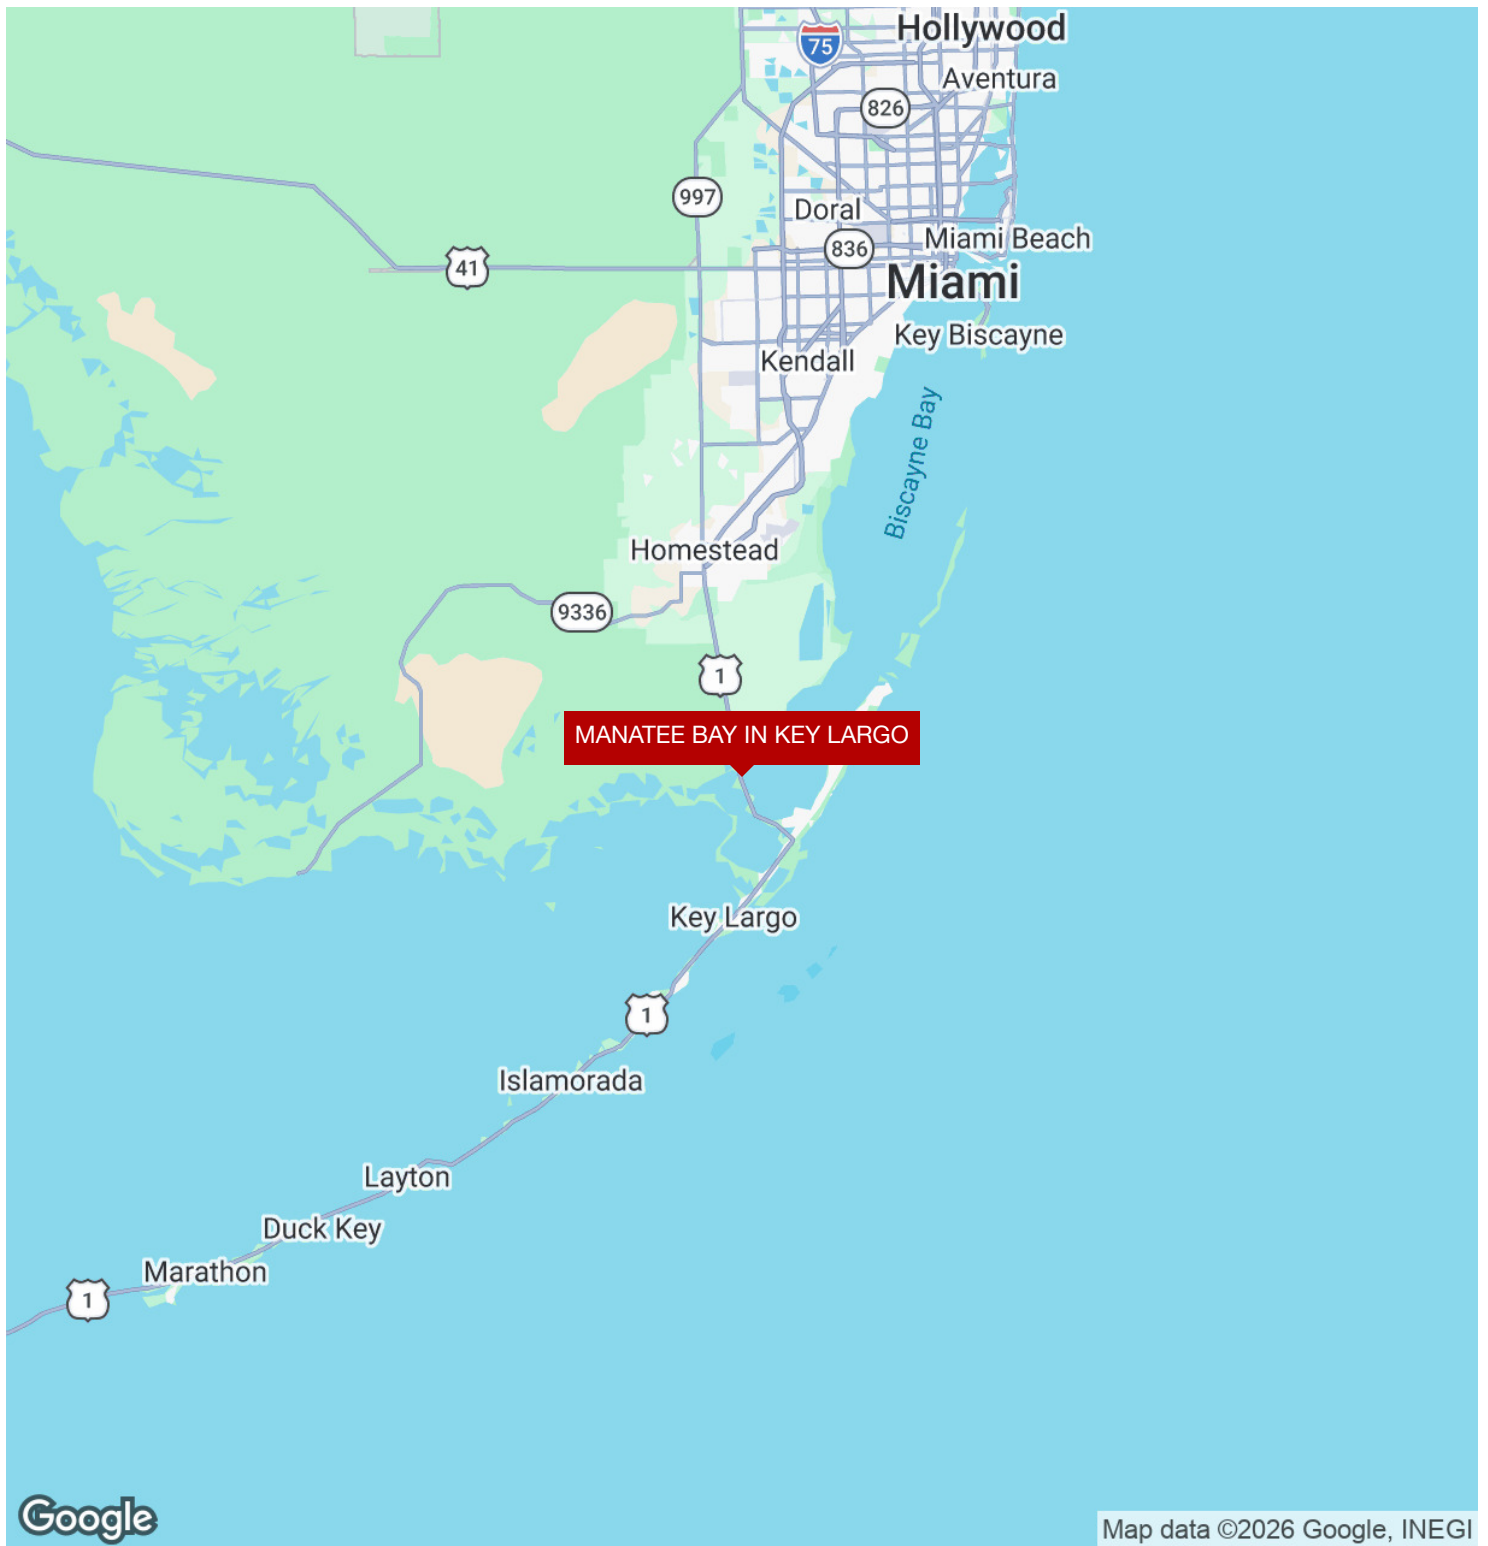 Hollywood
75
Aventura
826
997
Doral
836
Miami Beach
41
Miami
Key Biscayne
Kendall
Biscayne Bay
Homestead
9336
1
MANATEE BAY IN KEY LARGO
Key Largo
1
Islamorada
Layton
Duck Key
Marathon
1
Google
Map data ©2026 Google, INEGI